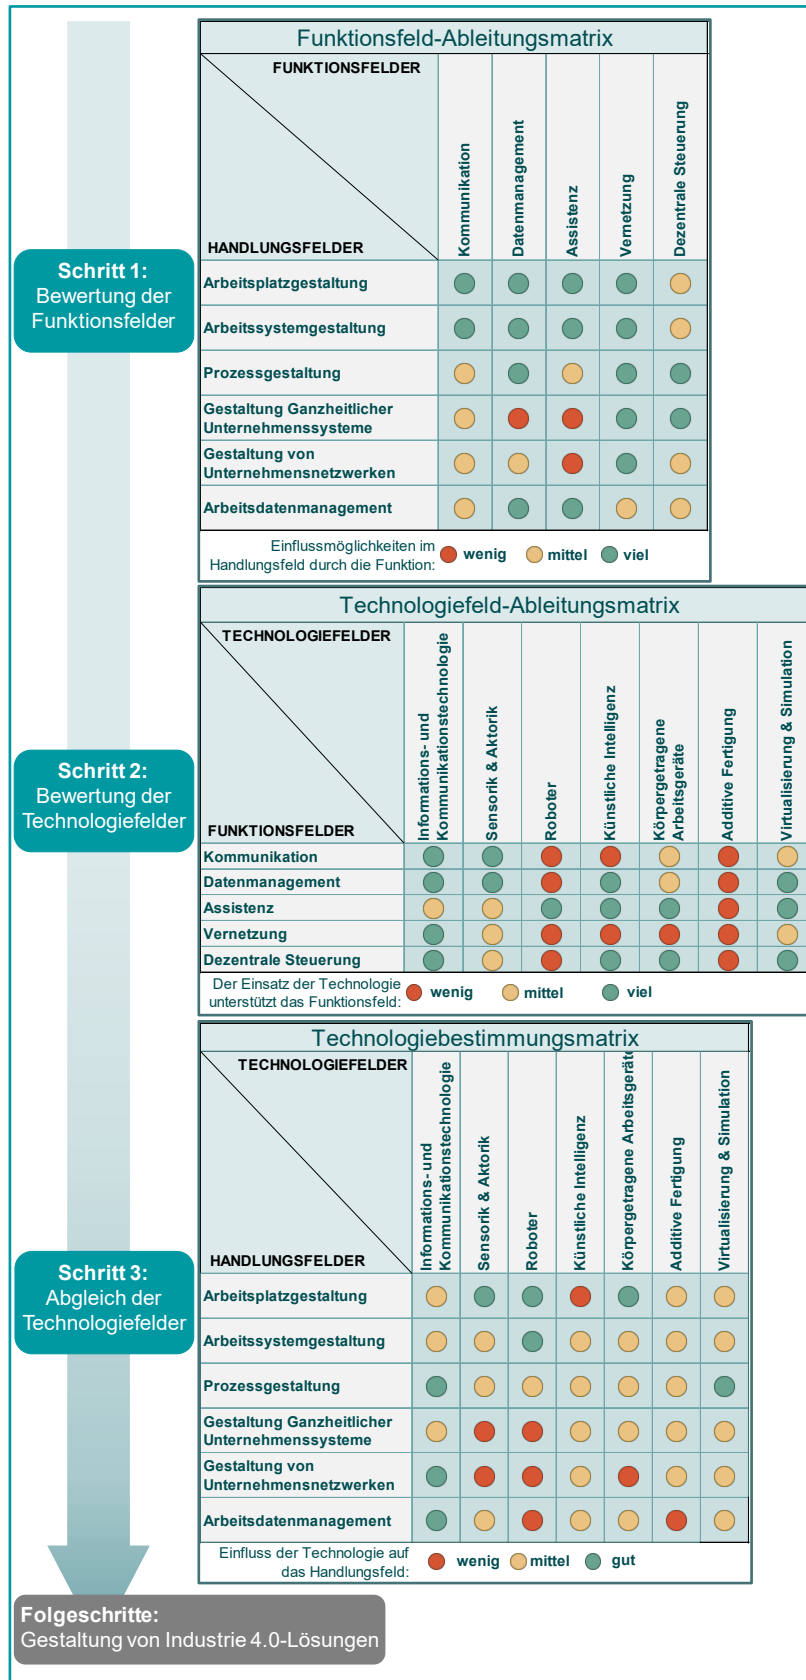 Funktionsfeld-Ableitungsmatrix
FUNKTIONSFELDER
HANDLUNGSFELDER
Kommunikation
Datenmanagement
Assistenz
Vernetzung
Dezentrale Steuerung
Schritt 1:
Bewertung der
Funktionsfelder
Arbeitsplatzgestaltung
Arbeitssystemgestaltung
Prozessgestaltung
Gestaltung Ganzheitlicher
Unternehmenssysteme
Gestaltung von
Unternehmensnetzwerken
Arbeitsdatenmanagement
Einflussmöglichkeiten im
Handlungsfeld durch die Funktion:
wenig
mittel
viel
Technologiefeld-Ableitungsmatrix
TECHNOLOGIEFELDER
FUNKTIONSFELDER
Informations- und
Kommunikationstechnologie
Sensorik & Aktorik
Roboter
Künstliche Intelligenz
Körpergetragene
Arbeitsgeräte
Additive Fertigung
Virtualisierung & Simulation
Schritt 2:
Bewertung der
Technologiefelder
Kommunikation
Datenmanagement
Assistenz
Vernetzung
Dezentrale Steuerung
Der Einsatz der Technologie
unterstützt das Funktionsfeld:
wenig
mittel
viel
Technologiebestimmungsmatrix
TECHNOLOGIEFELDER
HANDLUNGSFELDER
Informations- und
Kommunikationstechnologie
Sensorik & Aktorik
Roboter
Künstliche Intelligenz
Körpergetragene Arbeitsgeräte
Additive Fertigung
Virtualisierung & Simulation
Schritt 3:
Abgleich der
Technologiefelder
Arbeitsplatzgestaltung
Arbeitssystemgestaltung
Prozessgestaltung
Gestaltung Ganzheitlicher
Unternehmenssysteme
Gestaltung von
Unternehmensnetzwerken
Arbeitsdatenmanagement
Einfluss der Technologie auf
das Handlungsfeld:
wenig
mittel
gut
Folgeschritte:
Gestaltung von Industrie 4.0-Lösungen